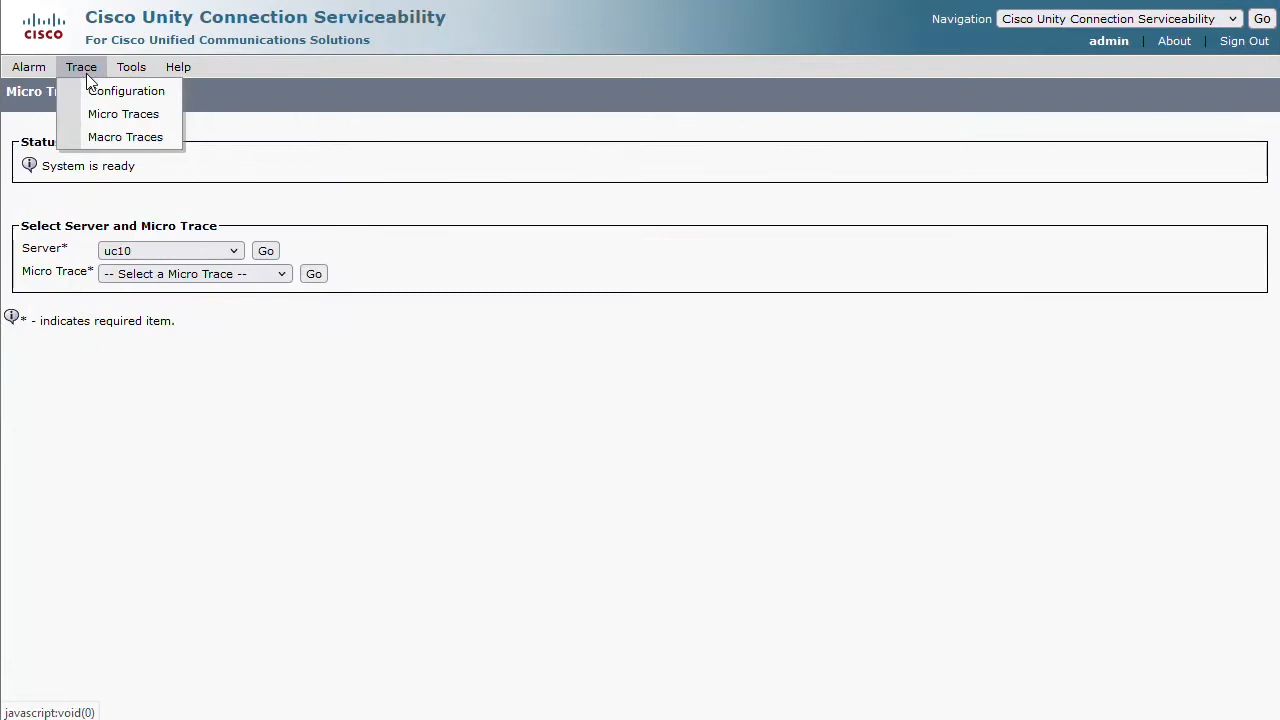 Cisco Unity Connection Serviceability
For Cisco Unified Communications Solutions
CISCO
Navigation Cisco Unity Connection Serviceability Go
admin | About | Sign Out
Alarm Trace Tools Help
Configuration
Micro Traces
Macro Traces
Micro T
Statu
System is ready
Select Server and Micro Trace
Server* uc10 Go
Micro Trace* -- Select a Micro Trace -- Go
* - indicates required item.
javascript:void(0)